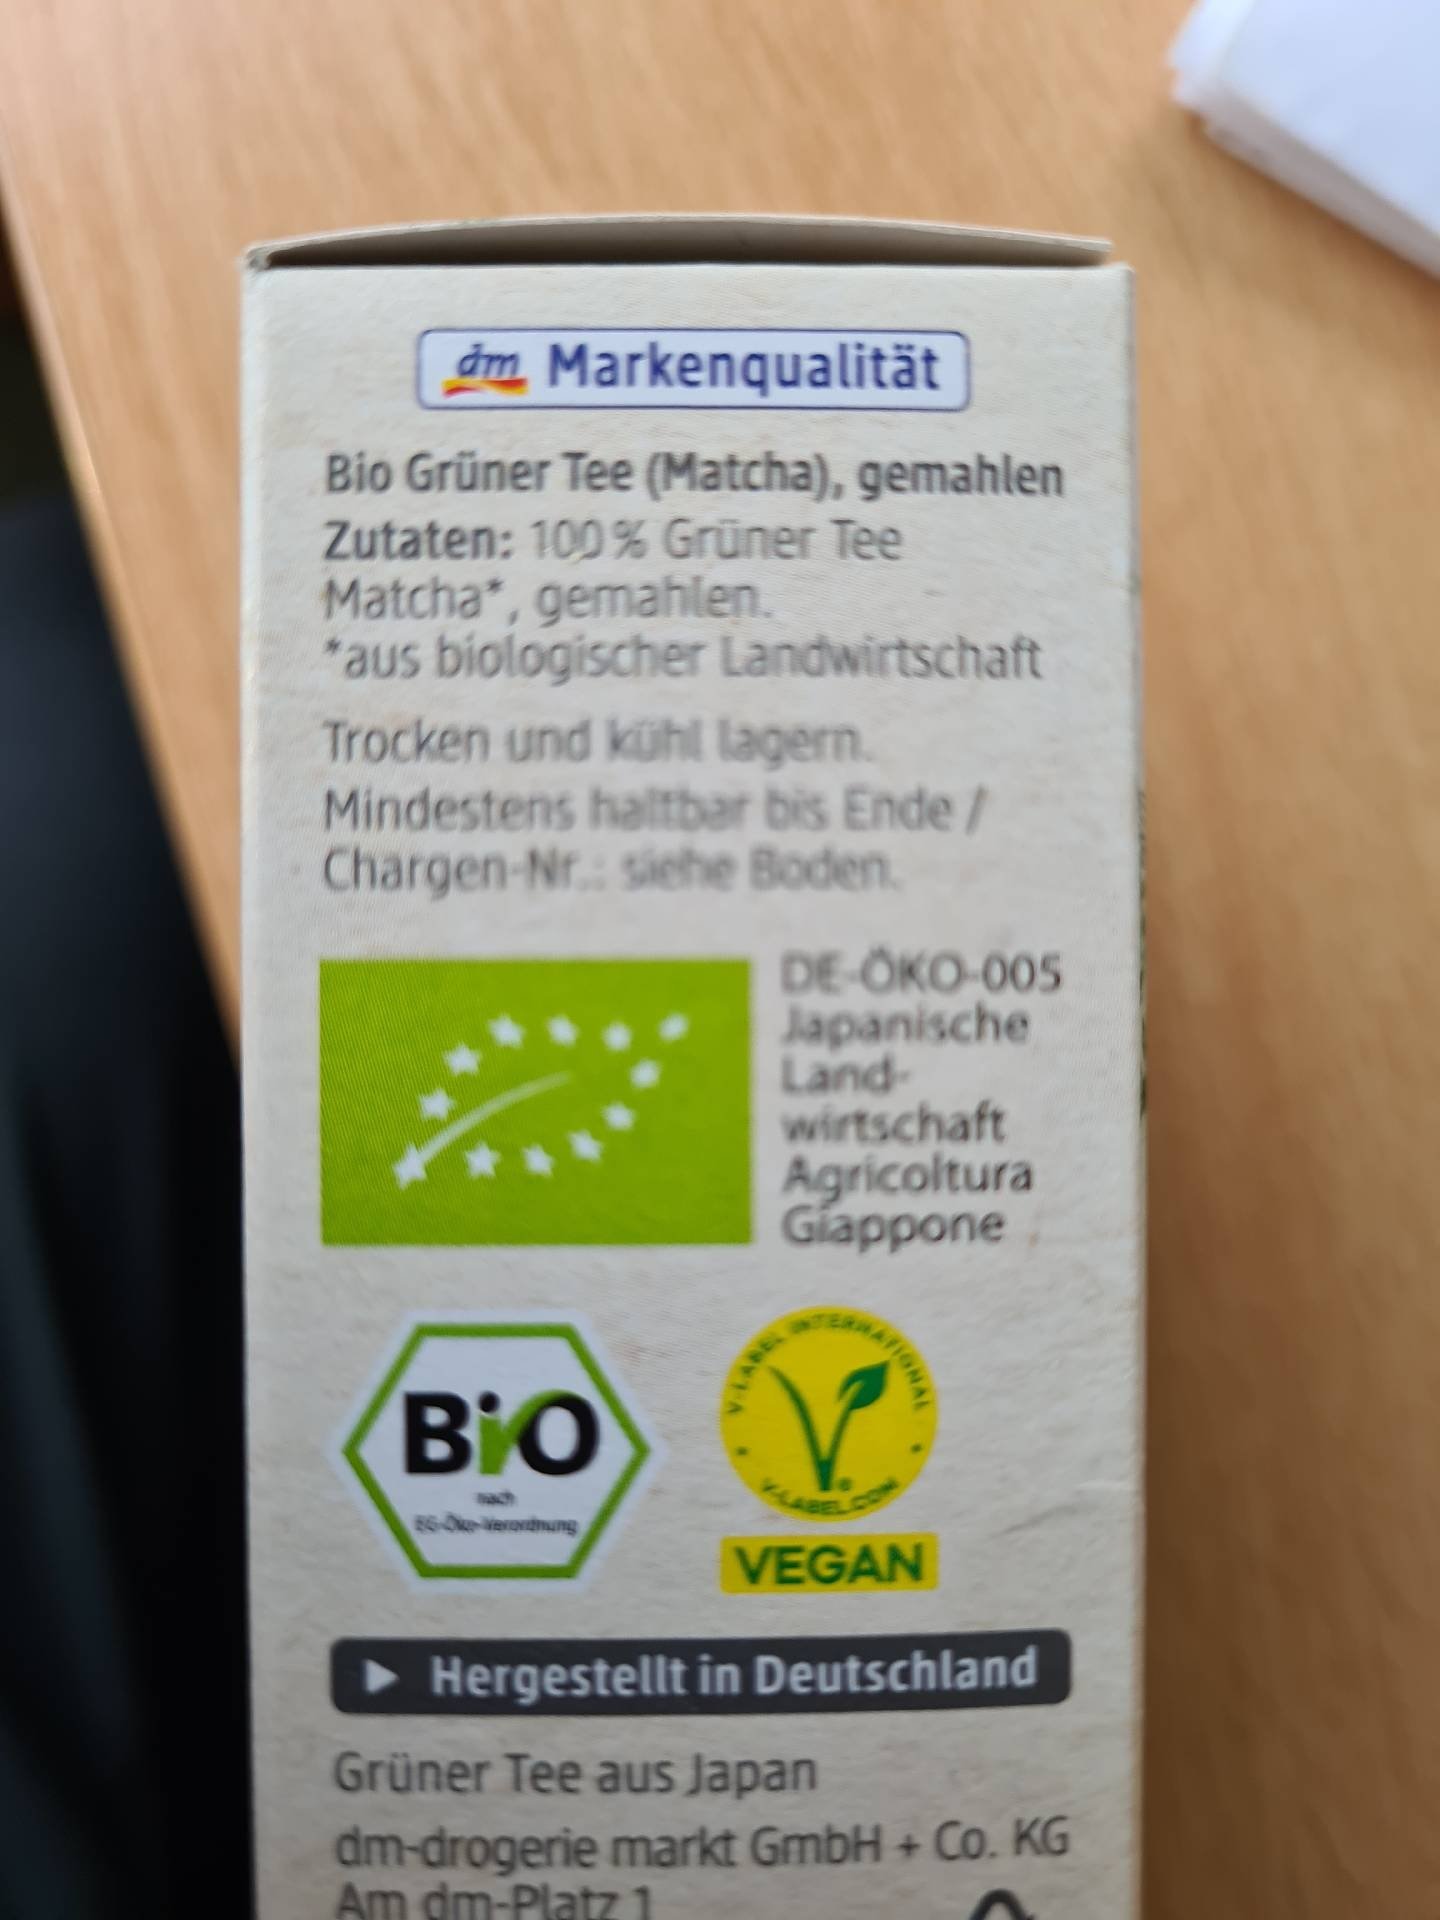 dm Markenqualität
Bio Grüner Tee (Matcha), gemahlen
Zutaten: 100% Grüner Tee
Matcha*, gemahlen.
*aus biologischer Landwirtschaft
Trocken und kühl lagern.
Mindestens haltbar bis Ende /
Chargen-Nr.: siehe Boden.
DE-ÖKO-005
Japanische
Land-
wirtschaft
Agricoltura
Giappone
Bio
nach
EG-Öko-Verordnung
V-LABEL INTERNATIONAL
V-LABEL.COM
VEGAN
Hergestellt in Deutschland
Grüner Tee aus Japan
dm-drogerie markt GmbH + Co. KG
Am dm-Platz 1